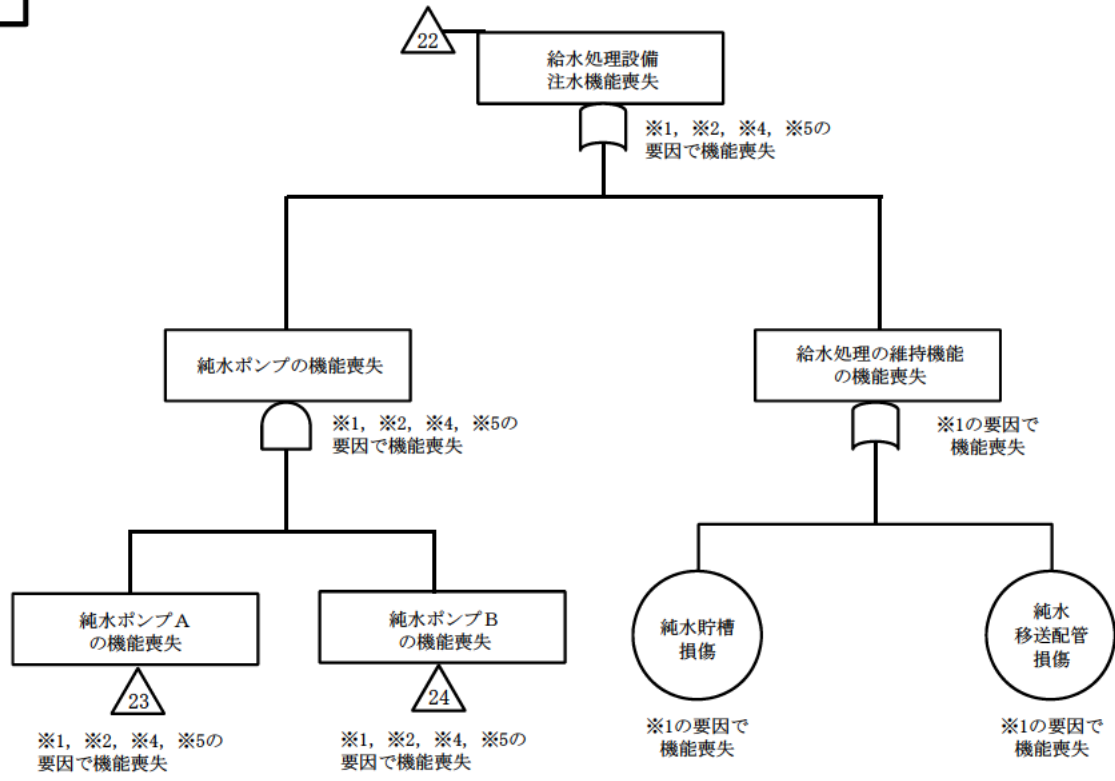 22
給水処理設備
注水機能喪失
※1，※2，※4，※5の
要因で機能喪失
純水ポンプの機能喪失
※1，※2，※4，※5の
要因で機能喪失
給水処理の維持機能
の機能喪失
※1の要因で
機能喪失
純水ポンプA
の機能喪失
23
※1，※2，※4，※5の
要因で機能喪失
純水ポンプB
の機能喪失
24
※1，※2，※4，※5の
要因で機能喪失
純水貯槽
損傷
※1の要因で
機能喪失
純水
移送配管
損傷
※1の要因で
機能喪失